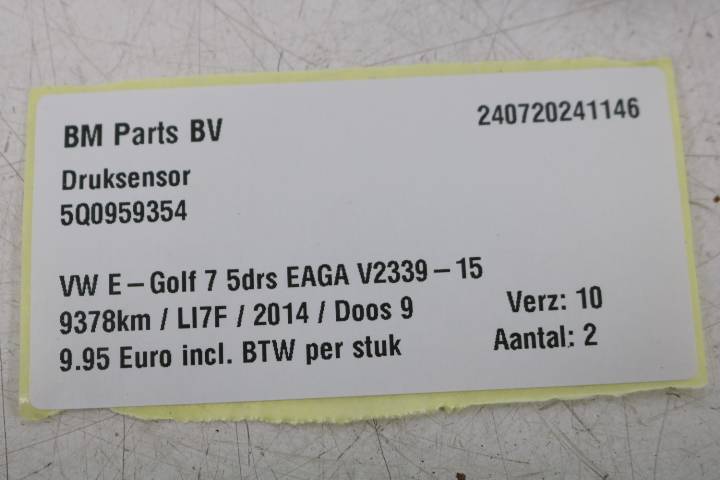 BM Parts BV
240720241146
Druksensor
5Q0959354
VW E-Golf 7 5drs EAGA V2339-15
9378km / LI7F / 2014 / Doos 9
Verz: 10
9.95 Euro incl. BTW per stuk
Aantal: 2